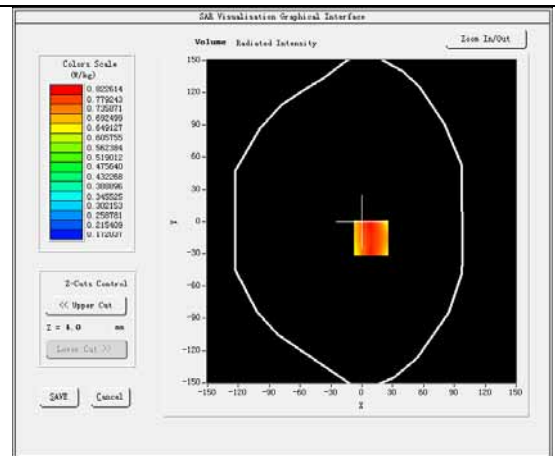 SAR Visualisation Graphical Interface
Volume Radiated Intensity
Zoom In/Out
Colors Scale
(W/kg)
0.822614
0.779243
0.735871
0.692499
0.649127
0.605755
0.562384
0.519012
0.475640
0.432268
0.388896
0.345525
0.302153
0.258781
0.215409
0.172037
150
120
90
60
30
0
-30
-60
-90
-120
-150
Y
-150 -120 -90 -60 -30 0 30 60 90 120 150
X
Z-Cuts Control
<< Upper Cut
Z = 4.0 mm
Lower Cut >>
SAVE Cancel